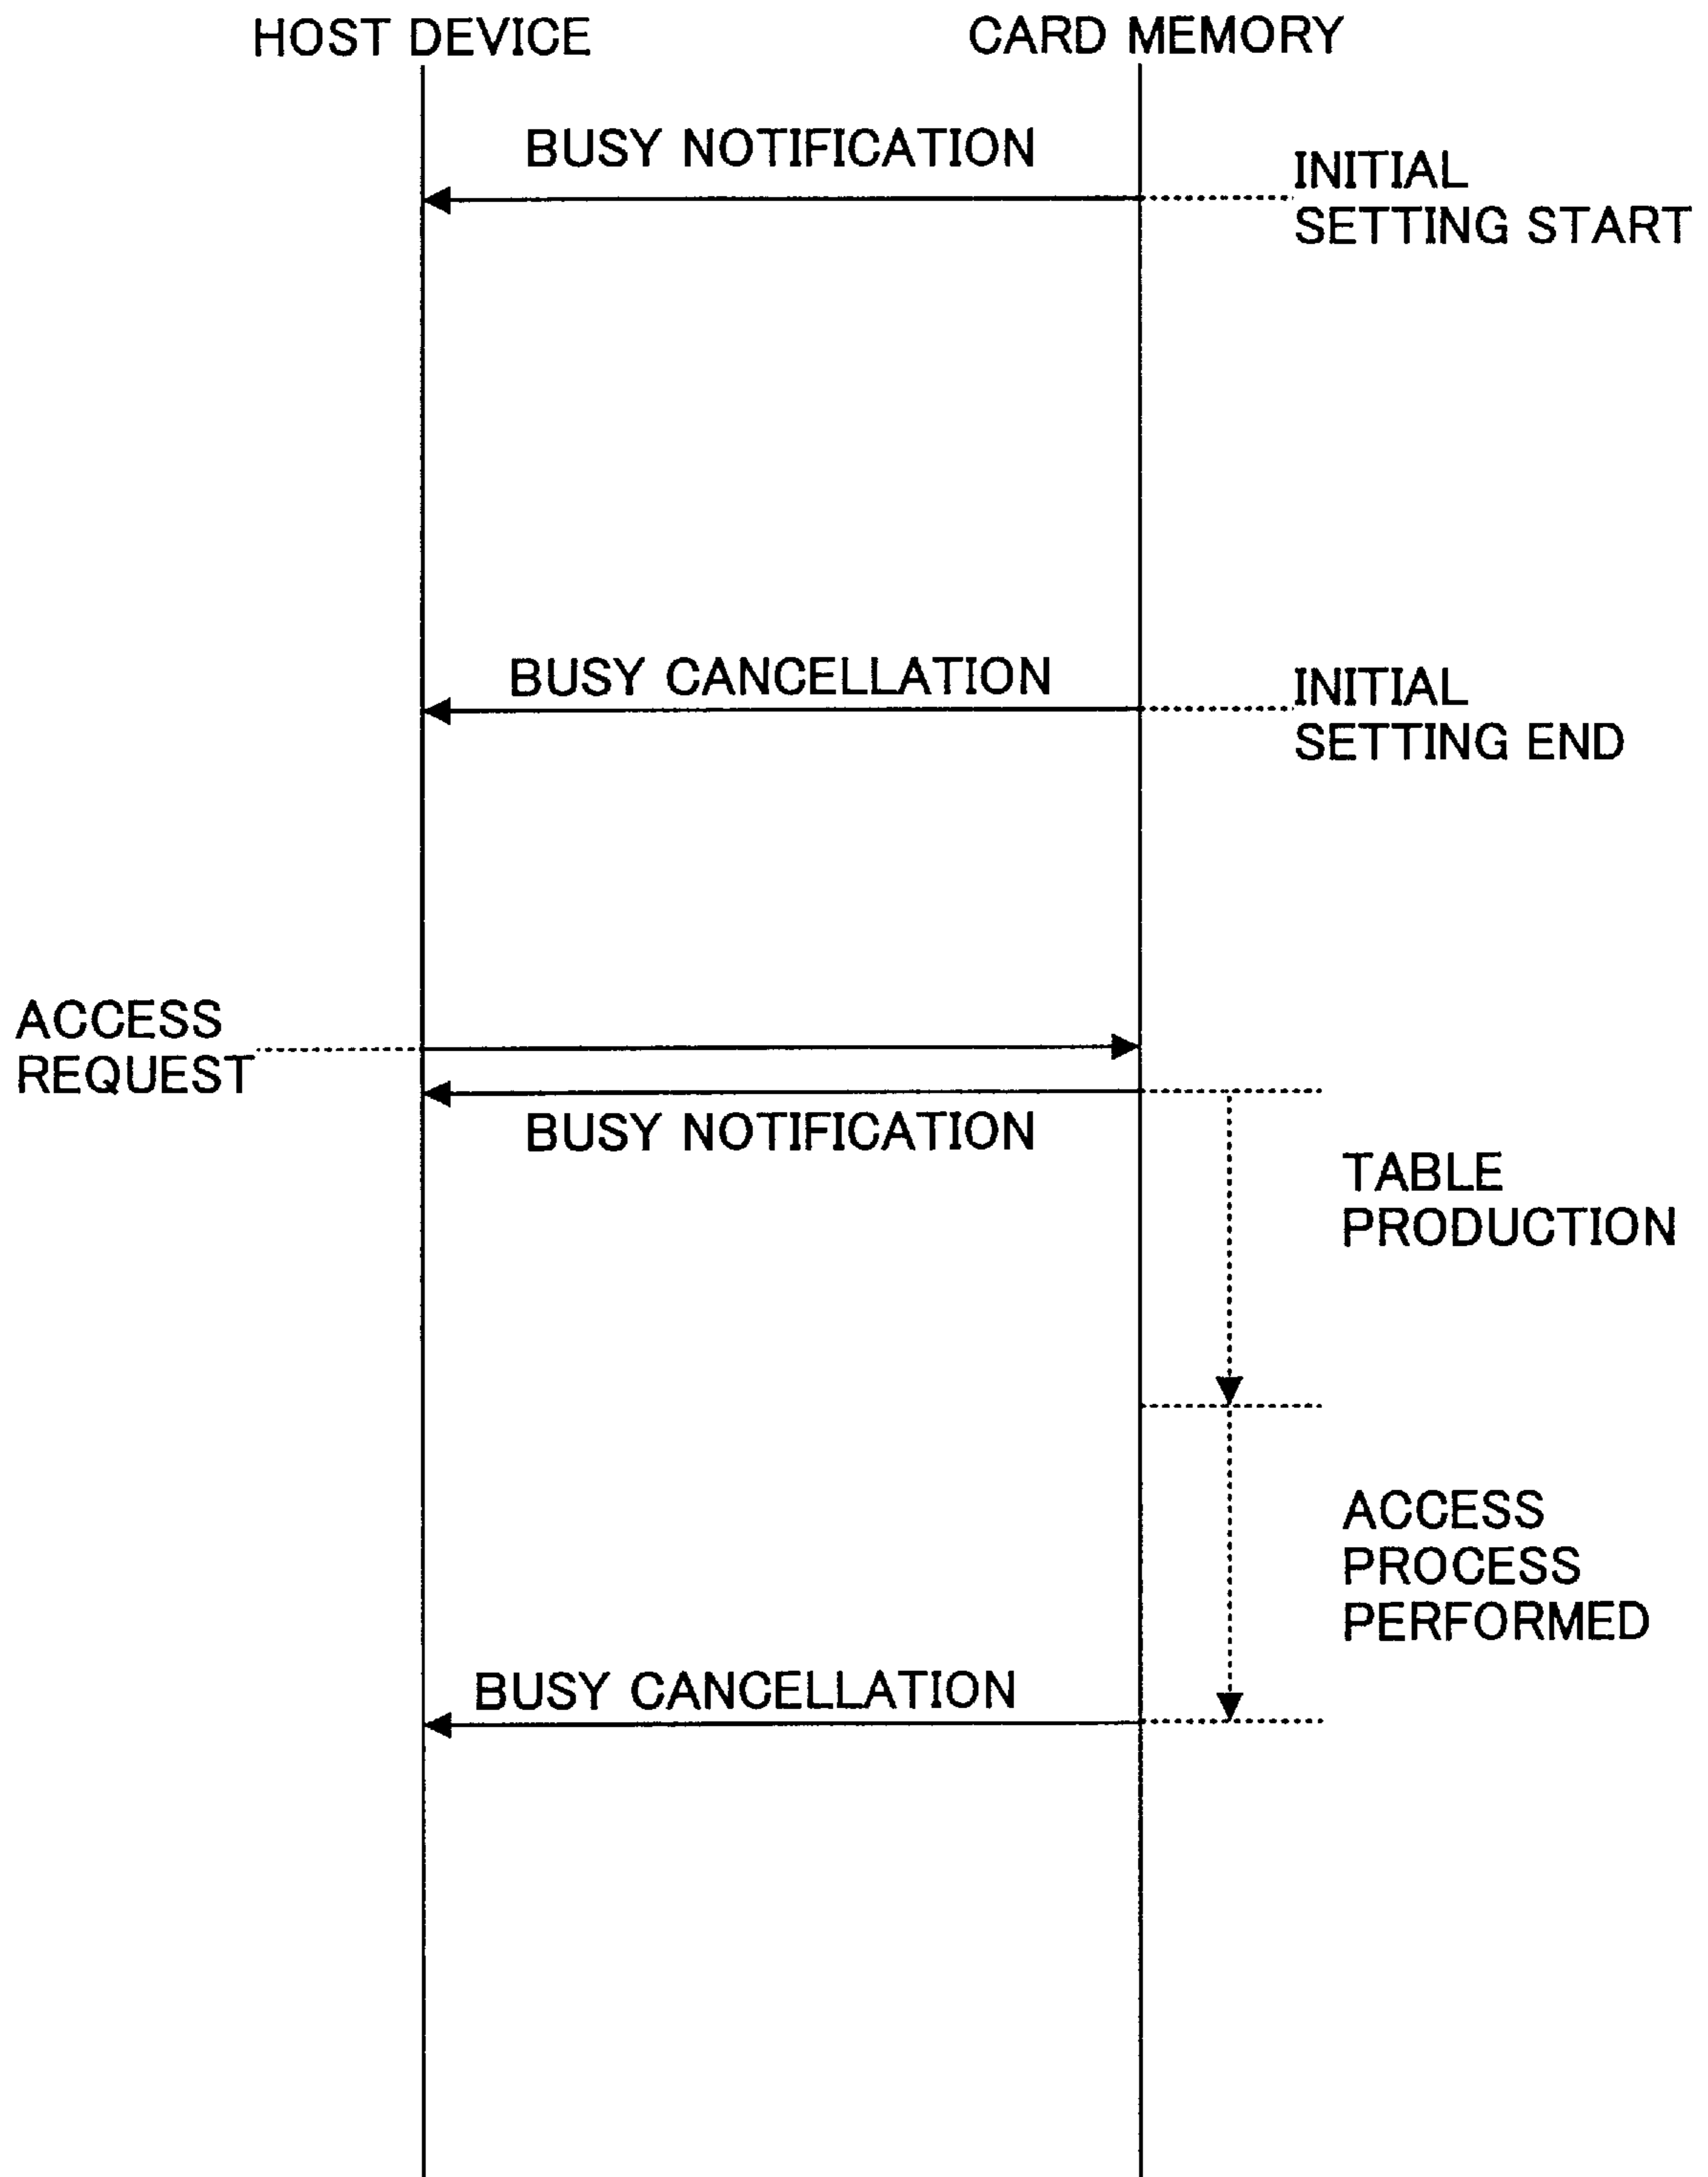 HOST DEVICE
CARD MEMORY
BUSY NOTIFICATION
INITIAL
SETTING START
BUSY CANCELLATION
INITIAL
SETTING END
ACCESS
REQUEST
BUSY NOTIFICATION
TABLE
PRODUCTION
ACCESS
PROCESS
PERFORMED
BUSY CANCELLATION